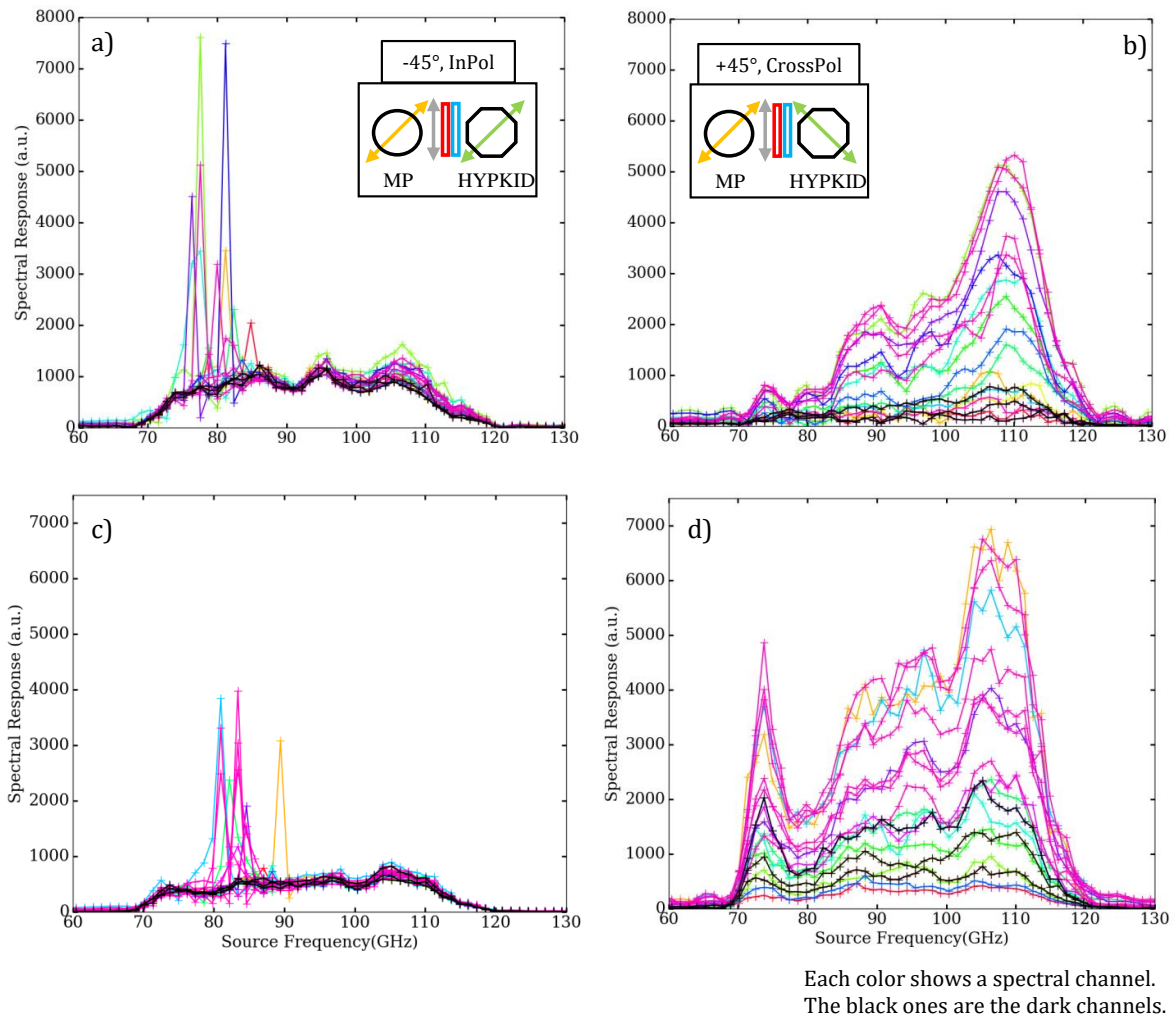 a)
-45°, InPol
MP
HYPKID
8000
7000
6000
5000
4000
3000
2000
1000
0
Spectral Response (a.u.)
60 70 80 90 100 110 120 130
b)
+45°, CrossPol
MP
HYPKID
8000
7000
6000
5000
4000
3000
2000
1000
0
60 70 80 90 100 110 120 130
c)
7000
6000
5000
4000
3000
2000
1000
0
Spectral Response (a.u.)
60 70 80 90 100 110 120 130
Source Frequency(GHz)
d)
7000
6000
5000
4000
3000
2000
1000
0
Spectral Response (a.u.)
60 70 80 90 100 110 120 130
Source Frequency(GHz)
Each color shows a spectral channel.
The black ones are the dark channels.